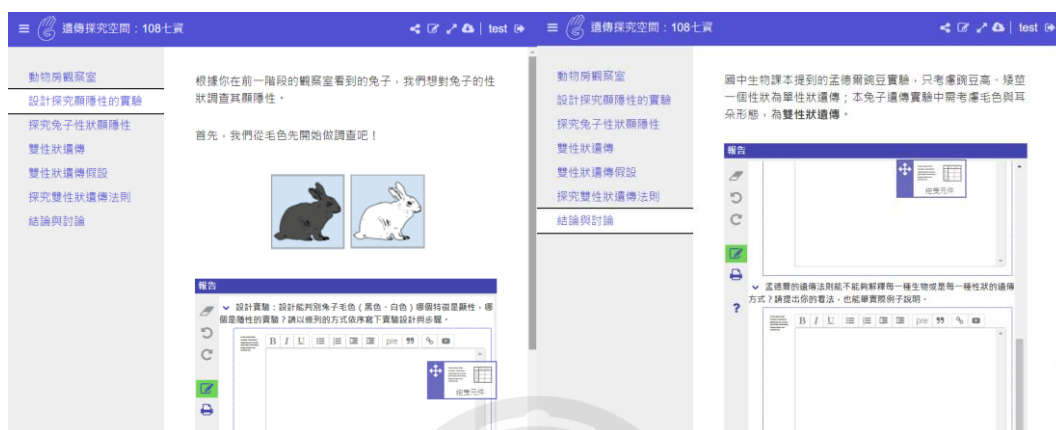 遺傳探究空間：108七資
test
動物房觀察室
設計探究顯隱性的實驗
探究兔子性狀顯隱性
雙性狀遺傳
雙性狀遺傳假設
探究雙性狀遺傳法則
結論與討論
根據你在前一階段的觀察室看到的兔子，我們想對兔子的性
狀調查其顯隱性。
首先，我們從毛色先開始做調查吧！
報告
設計實驗：設計能判別兔子毛色（黑色、白色）哪個特徵是顯性，哪
個是隱性的實驗？請以條列的方式依序寫下實驗設計與步驟。
B I U pre
拖曳元件
遺傳探究空間：108七資
test
動物房觀察室
設計探究顯隱性的實驗
探究兔子性狀顯隱性
雙性狀遺傳
雙性狀遺傳假設
探究雙性狀遺傳法則
結論與討論
國中生物課本提到的孟德爾豌豆實驗，只考慮豌豆高、矮莖
一個性狀為單性狀遺傳；本兔子遺傳實驗中需考慮毛色與耳
朵形態，為雙性狀遺傳。
報告
拖曳元件
孟德爾的遺傳法則能不能夠解釋每一種生物或是每一種性狀的遺傳
方式？請提出你的看法，也能舉實際例子說明。
B I U pre
?